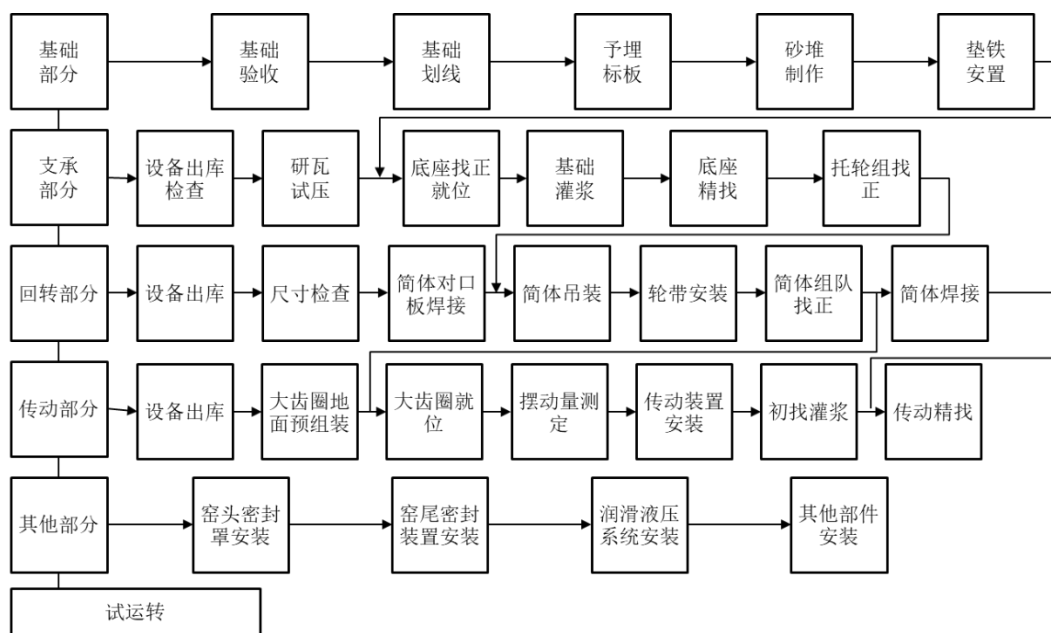 基础
部分
基础
验收
基础
划线
予埋
标板
砂堆
制作
垫铁
安置
支承
部分
设备出库
检查
研瓦
试压
底座找正
就位
基础
灌浆
底座
精找
托轮组找
正
回转部分
设备出库
尺寸检查
简体对口
板焊接
简体吊装
轮带安装
简体组队
找正
简体焊接
传动部分
设备出库
大齿圈地
面预组装
大齿圈就
位
摆动量测
定
传动装置
安装
初找灌浆
传动精找
其他部分
窑头密封
罩安装
窑尾密封
装置安装
润滑液压
系统安装
其他部件
安装
试运转